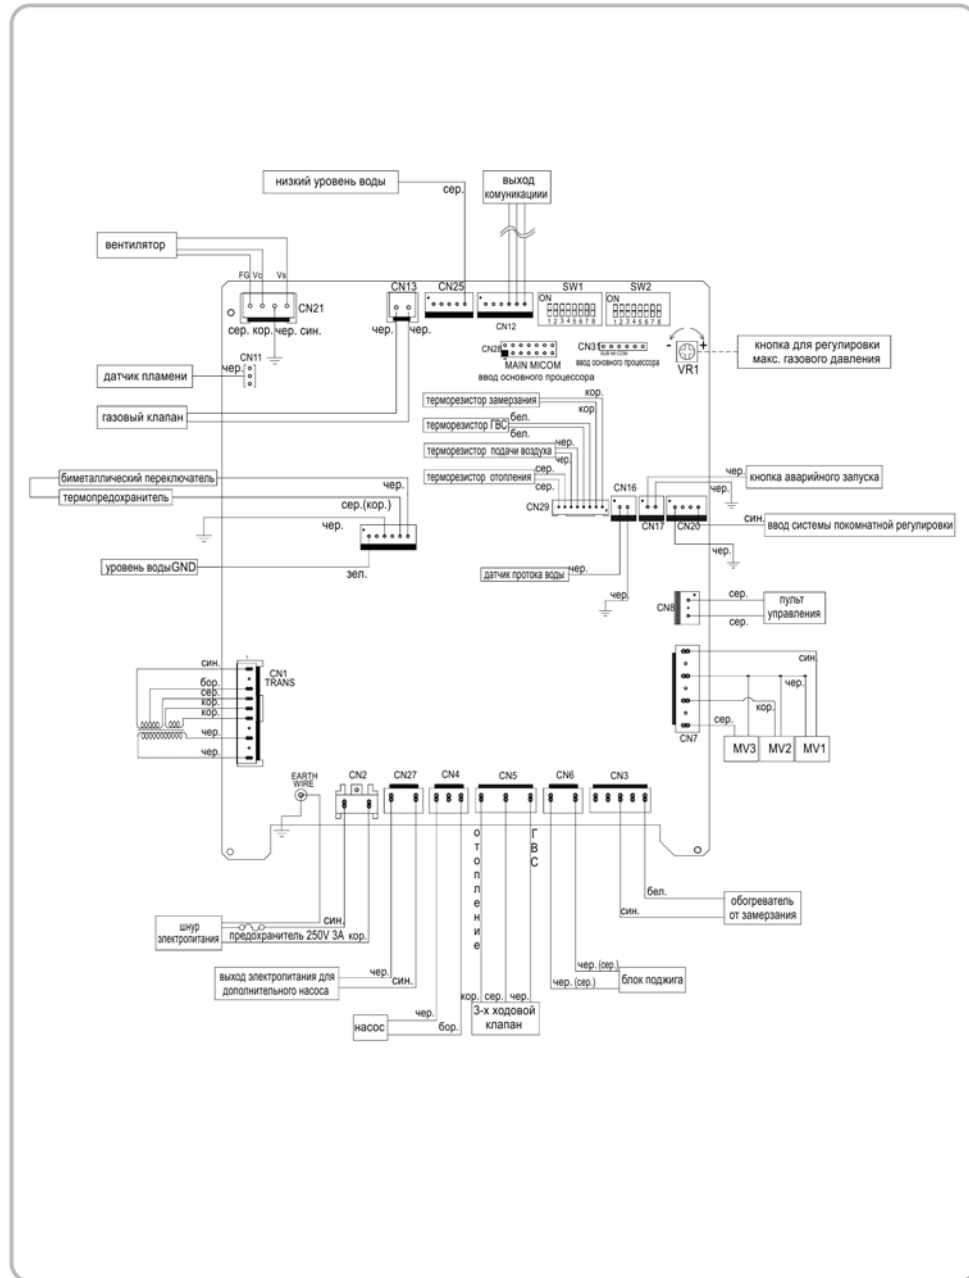 низкий уровень воды
сер.
выход
комуникациии
вентилятор
FG Vc Vs
CN21
CN13
CN25
CN12
SW1
SW2
ON
1 2 3 4 5 6 7 8
ON
1 2 3 4 5 6 7 8
сер. кор. чер. син.
чер. чер.
CN11
чер.
CN28
MAIN MICOM
ввод основного процессора
CN31
SUB MI-COM
ввод основного процессора
- +
VR1
кнопка для регулировки
макс. газового давления
датчик пламени
газовый клапан
терморезистор замерзания
кор.
кор.
терморезистор ГВС
бел.
бел.
терморезистор подачи воздуха
чер.
чер.
терморезистор отопления
сер.
сер.
CN29
CN16
CN17
CN20
чер.
кнопка аварийного запуска
чер.
син.
ввод системы покомнатной регулировки
чер.
биметаллический переключатель
чер.
термопредохранитель
сер.(кор.)
чер.
уровень водыGND
зел.
датчик протока воды
чер.
чер.
CN8
сер.
сер.
пульт
управления
CN1
TRANS
син.
бор.
сер.
кор.
кор.
чер.
чер.
CN7
син.
чер.
кор.
сер.
MV3
MV2
MV1
EARTH
WIRE
CN2
CN27
CN4
CN5
CN6
CN3
отопление
ГВС
шнур
электропитания
син.
предохранитель 250V 3A кор.
бел.
син.
обогреватель
от замерзания
выход электропитания для
дополнительного насоса
чер.
син.
чер. (сер.)
чер. (сер.)
блок поджига
насос
чер.
бор.
кор. сер. чер.
3-х ходовой
клапан